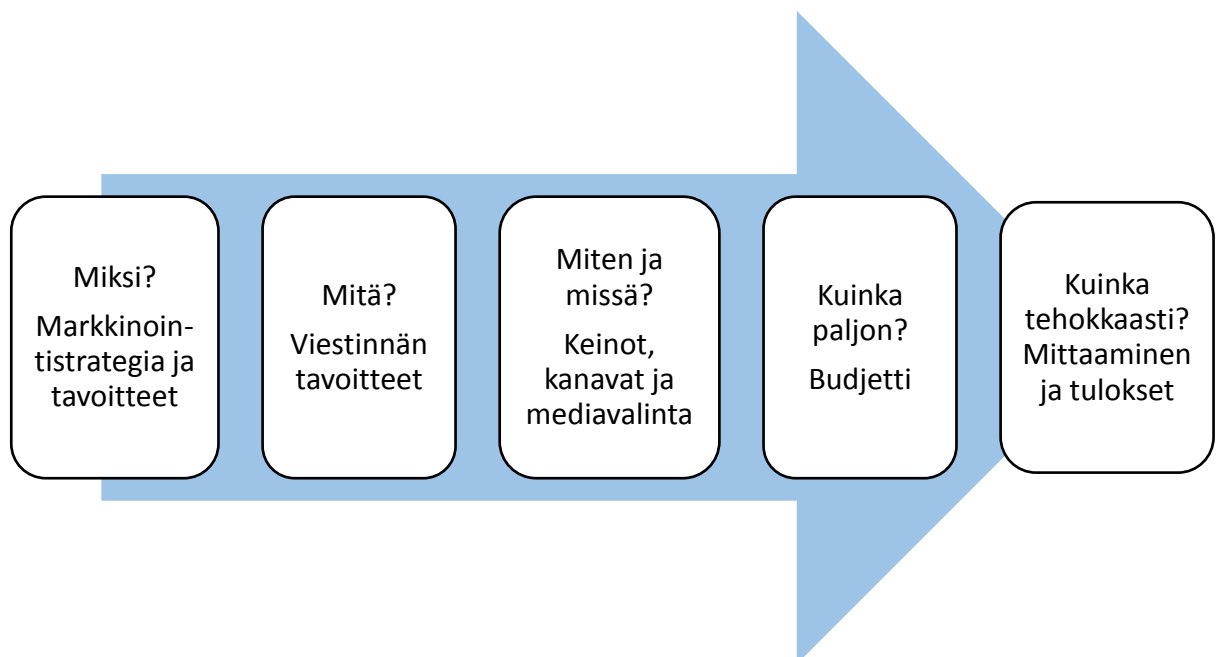 Miksi?
Markkinoin-
tistrategia ja
tavoitteet
Mitä?
Viestinnän
tavoitteet
Miten ja
missä?
Keinot,
kanavat ja
mediavalinta
Kuinka
paljon?
Budjetti
Kuinka
tehokkaasti?
Mittaaminen
ja tulokset